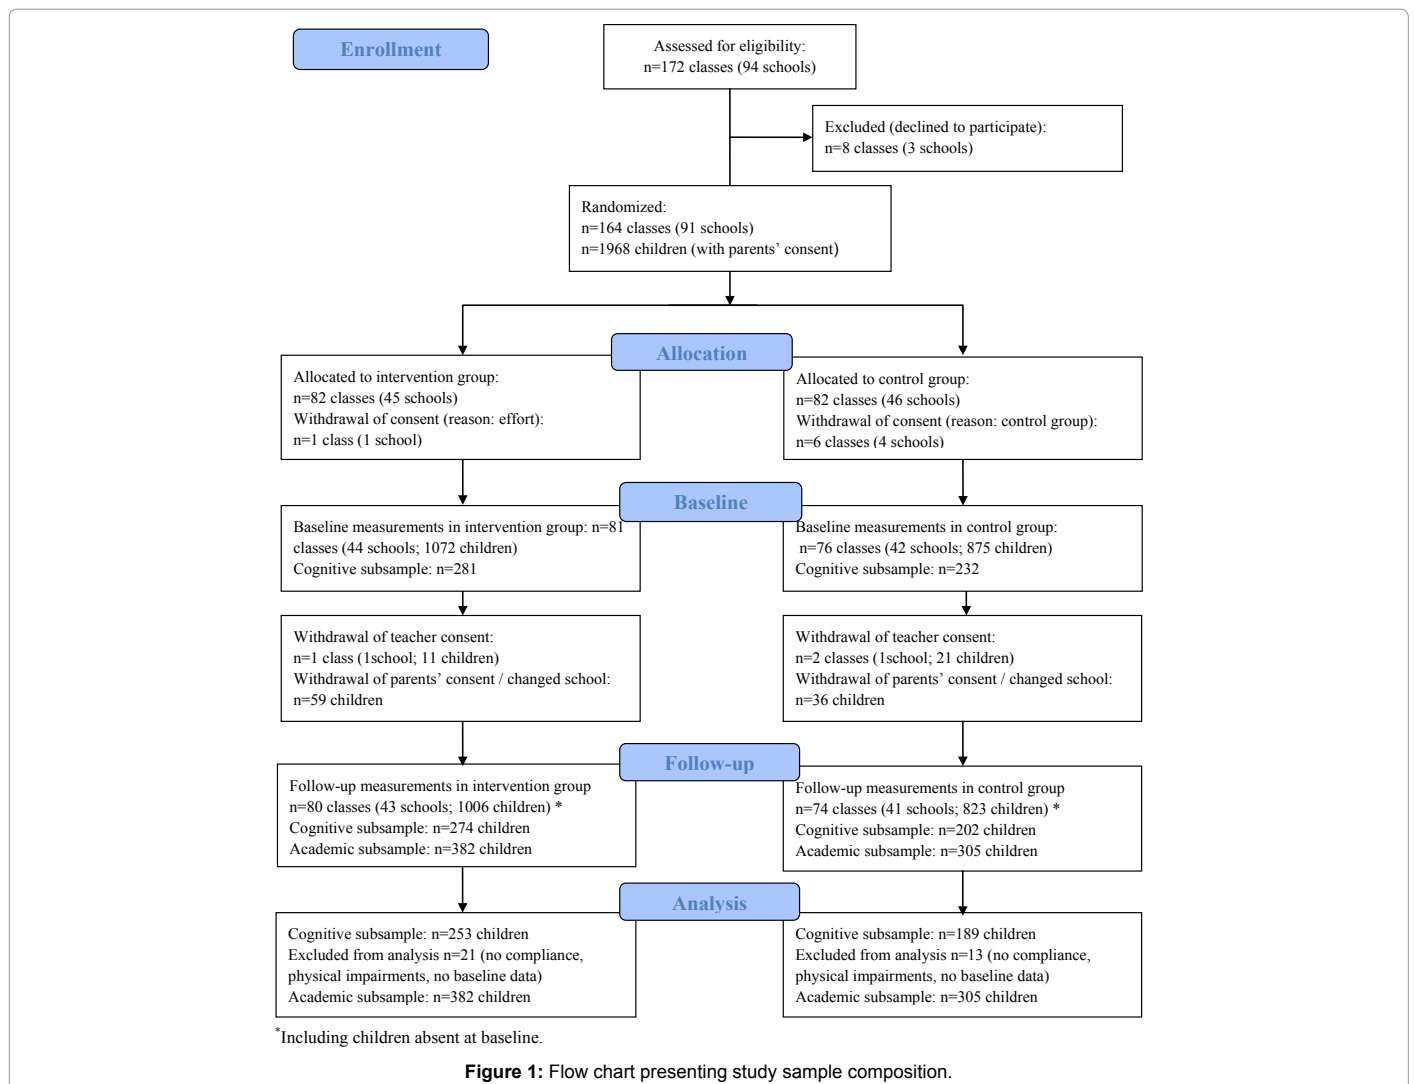 Enrollment
Assessed for eligibility:
n=172 classes (94 schools)
Excluded (declined to participate):
n=8 classes (3 schools)
Randomized:
n=164 classes (91 schools)
n=1968 children (with parents’ consent)
Allocation
Allocated to intervention group:
n=82 classes (45 schools)
Withdrawal of consent (reason: effort):
n=1 class (1 school)
Allocated to control group:
n=82 classes (46 schools)
Withdrawal of consent (reason: control group):
n=6 classes (4 schools)
Baseline
Baseline measurements in intervention group: n=81
classes (44 schools; 1072 children)
Cognitive subsample: n=281
Baseline measurements in control group:
n=76 classes (42 schools; 875 children)
Cognitive subsample: n=232
Withdrawal of teacher consent:
n=1 class (1school; 11 children)
Withdrawal of parents’ consent / changed school:
n=59 children
Withdrawal of teacher consent:
n=2 classes (1school; 21 children)
Withdrawal of parents’ consent / changed school:
n=36 children
Follow-up
Follow-up measurements in intervention group
n=80 classes (43 schools; 1006 children) *
Cognitive subsample: n=274 children
Academic subsample: n=382 children
Follow-up measurements in control group
n=74 classes (41 schools; 823 children) *
Cognitive subsample: n=202 children
Academic subsample: n=305 children
Analysis
Cognitive subsample: n=253 children
Excluded from analysis n=21 (no compliance,
physical impairments, no baseline data)
Academic subsample: n=382 children
Cognitive subsample: n=189 children
Excluded from analysis n=13 (no compliance,
physical impairments, no baseline data)
Academic subsample: n=305 children
*Including children absent at baseline.
Figure 1: Flow chart presenting study sample composition.